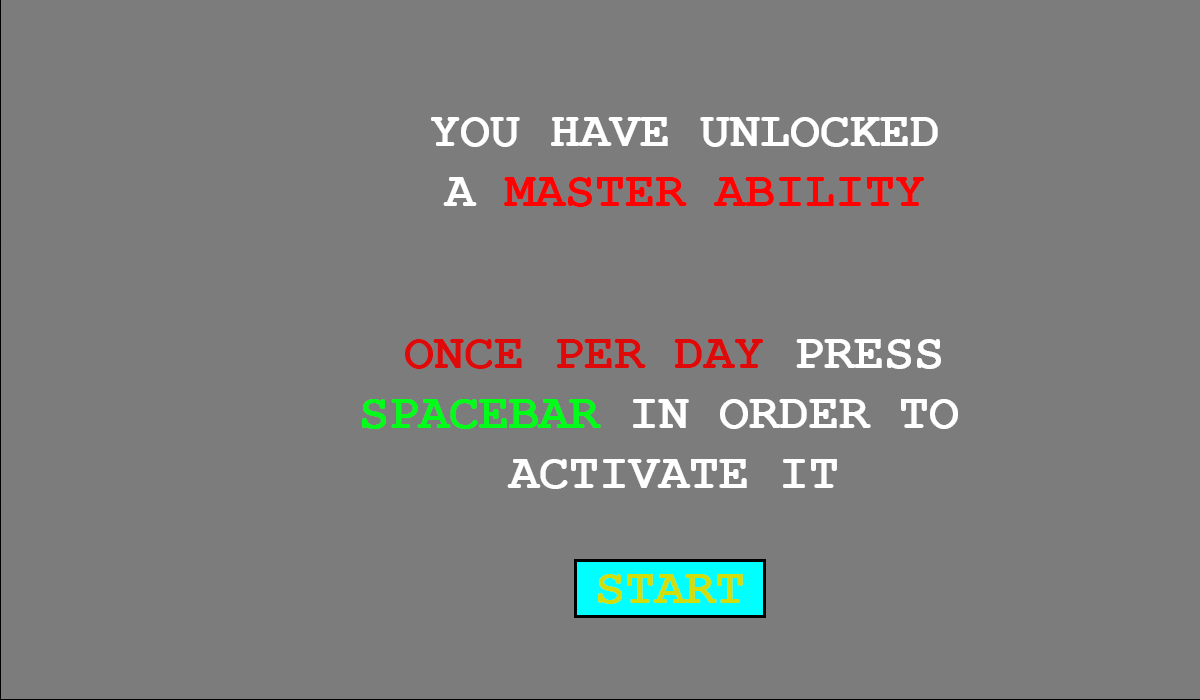 YOU HAVE UNLOCKED
A MASTER ABILITY
ONCE PER DAY PRESS
SPACEBAR IN ORDER TO
ACTIVATE IT
START